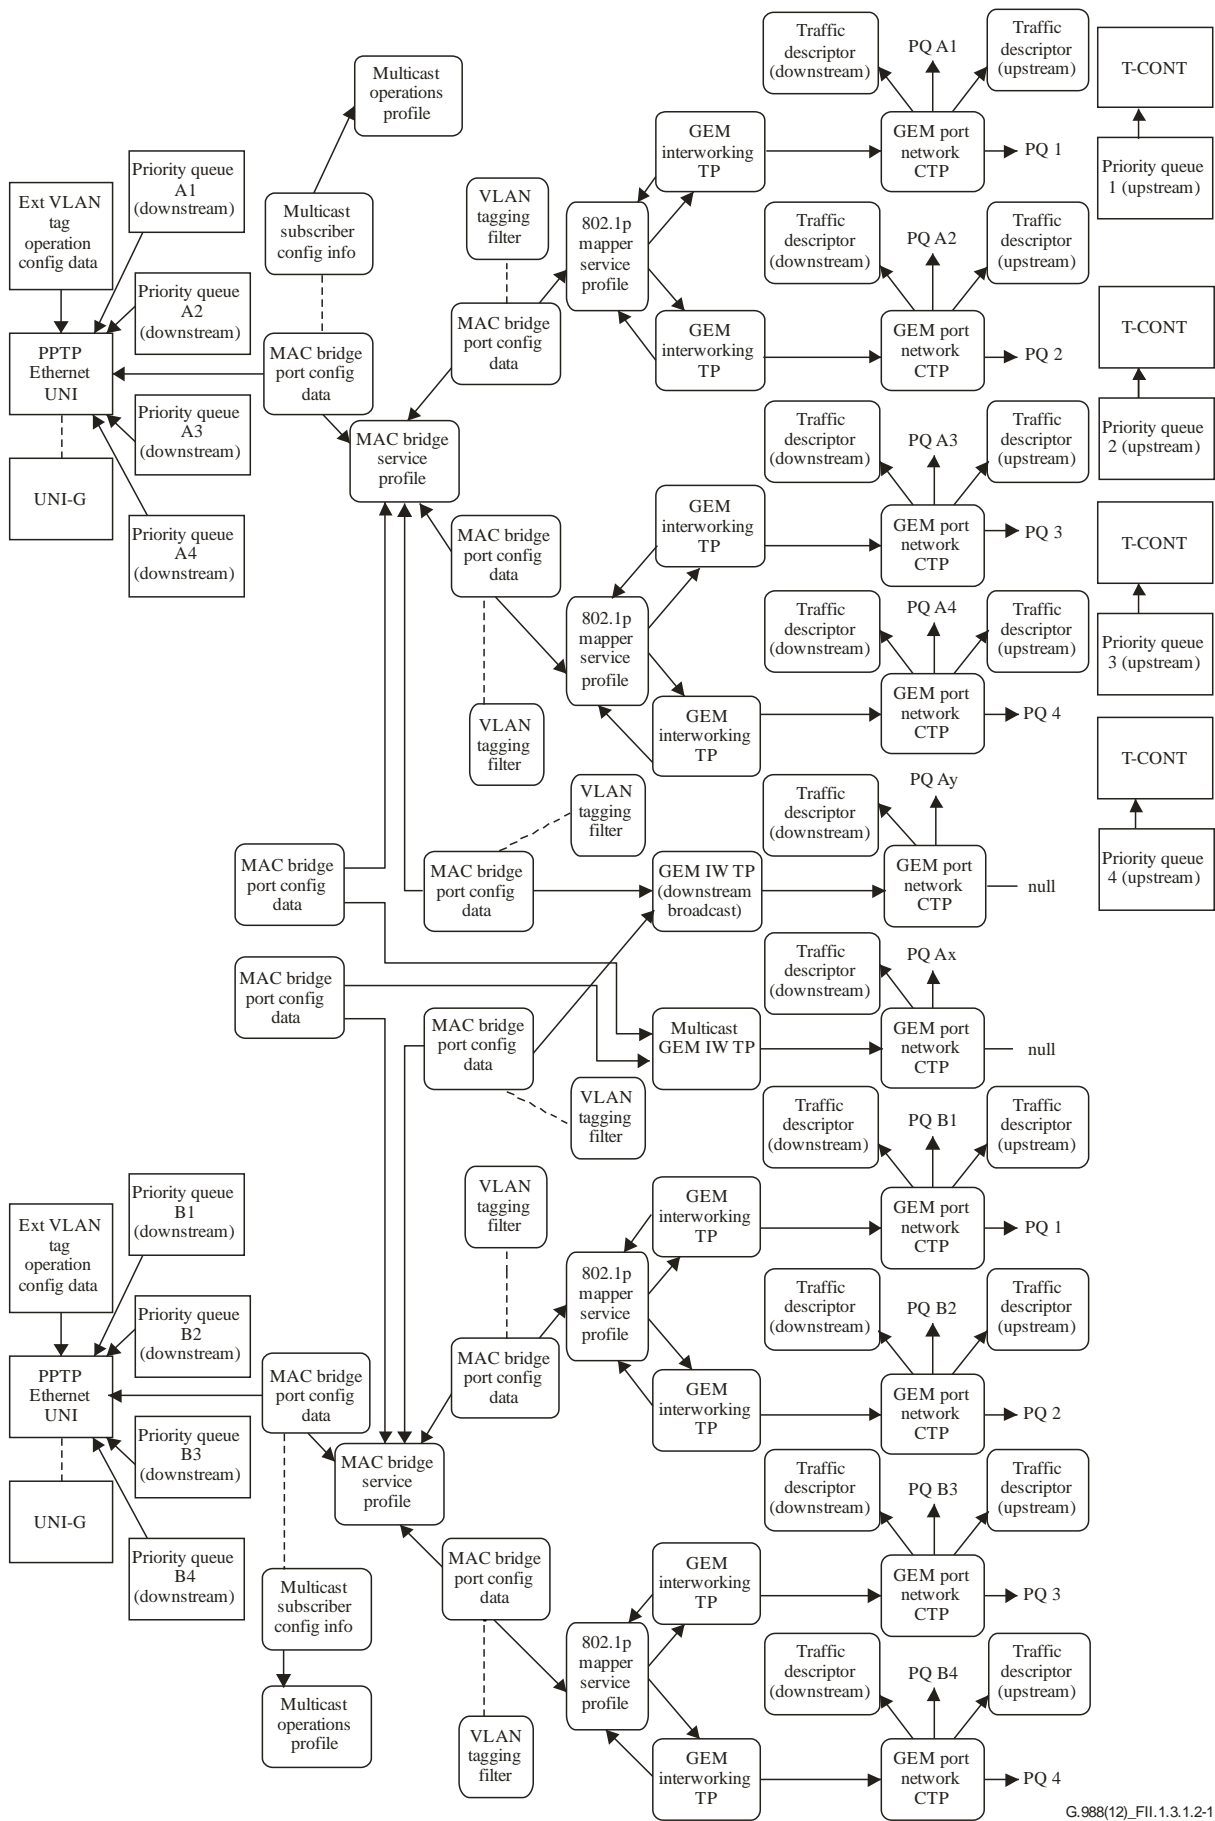 Traffic
descriptor
(downstream)
PQ A1
Traffic
descriptor
(upstream)
T-CONT
Multicast
operations
profile
GEM
interworking
TP
GEM port
network
CTP
PQ 1
Priority queue
1 (upstream)
Priority queue
A1
(downstream)
Ext VLAN
tag
operation
config data
Multicast
subscriber
config info
VLAN
tagging
filter
802.1p
mapper
service
profile
Traffic
descriptor
(downstream)
PQ A2
Traffic
descriptor
(upstream)
Priority queue
A2
(downstream)
T-CONT
PPTP
Ethernet
UNI
MAC bridge
port config
data
MAC bridge
port config
data
GEM
interworking
TP
GEM port
network
CTP
PQ 2
Priority queue
A3
(downstream)
MAC bridge
service
profile
Traffic
descriptor
(downstream)
PQ A3
Traffic
descriptor
(upstream)
Priority queue
2 (upstream)
UNI-G
Priority queue
A4
(downstream)
MAC bridge
port config
data
GEM
interworking
TP
GEM port
network
CTP
PQ 3
T-CONT
802.1p
mapper
service
profile
Traffic
descriptor
(downstream)
PQ A4
Traffic
descriptor
(upstream)
Priority queue
3 (upstream)
VLAN
tagging
filter
GEM
interworking
TP
GEM port
network
CTP
PQ 4
T-CONT
VLAN
tagging
filter
Traffic
descriptor
(downstream)
PQ Ay
MAC bridge
port config
data
MAC bridge
port config
data
GEM IW TP
(downstream
broadcast)
GEM port
network
CTP
null
Priority queue
4 (upstream)
MAC bridge
port config
data
Traffic
descriptor
(downstream)
PQ Ax
MAC bridge
port config
data
Multicast
GEM IW TP
GEM port
network
CTP
null
VLAN
tagging
filter
Traffic
descriptor
(downstream)
PQ B1
Traffic
descriptor
(upstream)
Priority queue
B1
(downstream)
Ext VLAN
tag
operation
config data
VLAN
tagging
filter
GEM
interworking
TP
GEM port
network
CTP
PQ 1
802.1p
mapper
service
profile
Traffic
descriptor
(downstream)
PQ B2
Traffic
descriptor
(upstream)
Priority queue
B2
(downstream)
PPTP
Ethernet
UNI
MAC bridge
port config
data
MAC bridge
port config
data
GEM
interworking
TP
GEM port
network
CTP
PQ 2
Priority queue
B3
(downstream)
MAC bridge
service
profile
Traffic
descriptor
(downstream)
PQ B3
Traffic
descriptor
(upstream)
UNI-G
Priority queue
B4
(downstream)
MAC bridge
port config
data
GEM
interworking
TP
GEM port
network
CTP
PQ 3
Multicast
subscriber
config info
802.1p
mapper
service
profile
Traffic
descriptor
(downstream)
PQ B4
Traffic
descriptor
(upstream)
Multicast
operations
profile
VLAN
tagging
filter
GEM
interworking
TP
GEM port
network
CTP
PQ 4
G.988(12)_FII.1.3.1.2-1